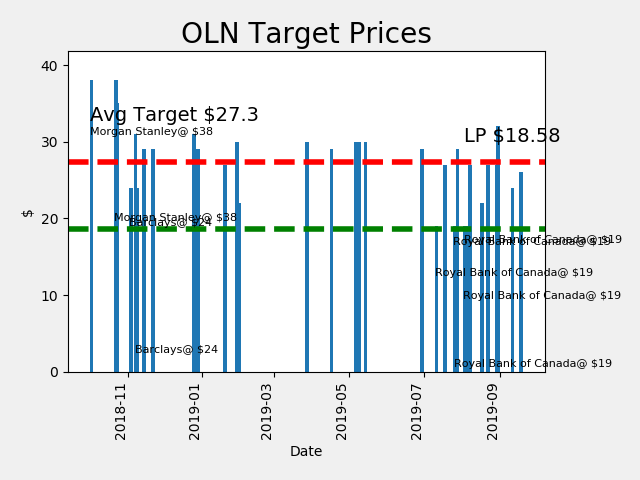 OLN Target Prices
40
Avg Target $27.3
Morgan Stanley@ $38
LP $18.58
30
Morgan Stanley@ $38
Barclays@ $24
20
$
Royal Bank of Canada@ $19
Royal Bank of Canada@ $19
Royal Bank of Canada@ $19
10
Royal Bank of Canada@ $19
Barclays@ $24
Royal Bank of Canada@ $19
0
2018-11
2019-01
2019-03
2019-05
2019-07
2019-09
Date